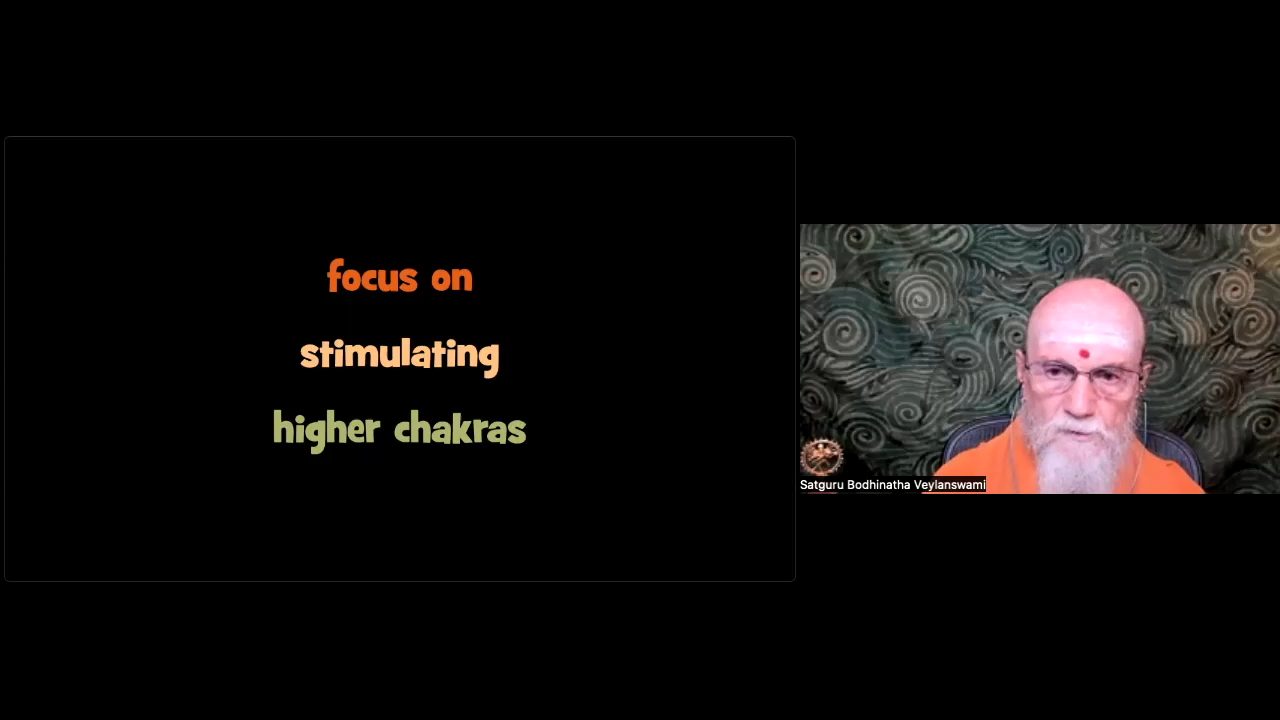 focus on
stimulating
higher chakras
Satguru Bodhinatha Veylanswami